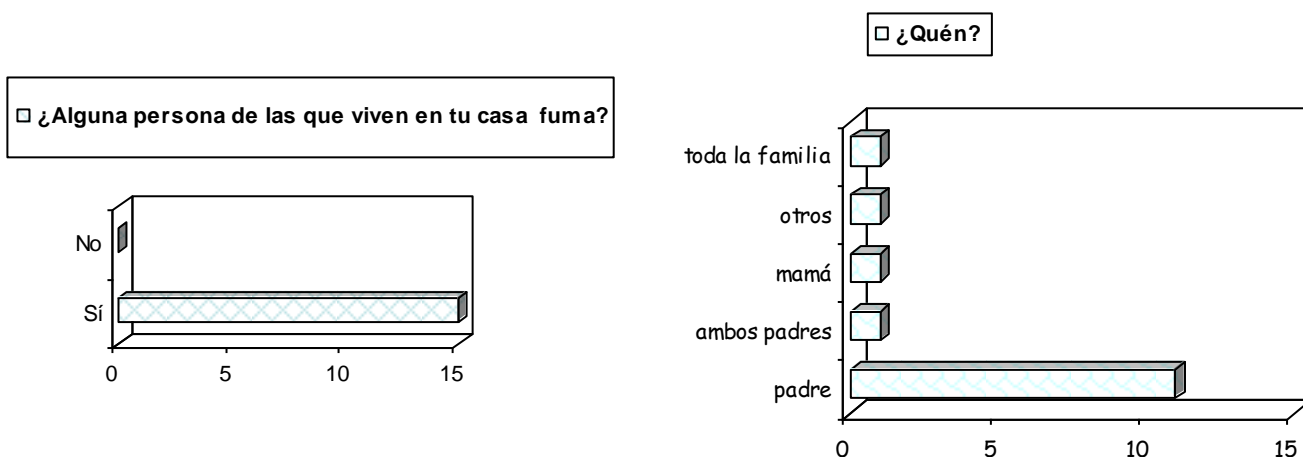 ¿Alguna persona de las que viven en tu casa fuma?
No
Sí
0 5 10 15
¿Quén?
toda la familia
otros
mamá
ambos padres
padre
0 5 10 15